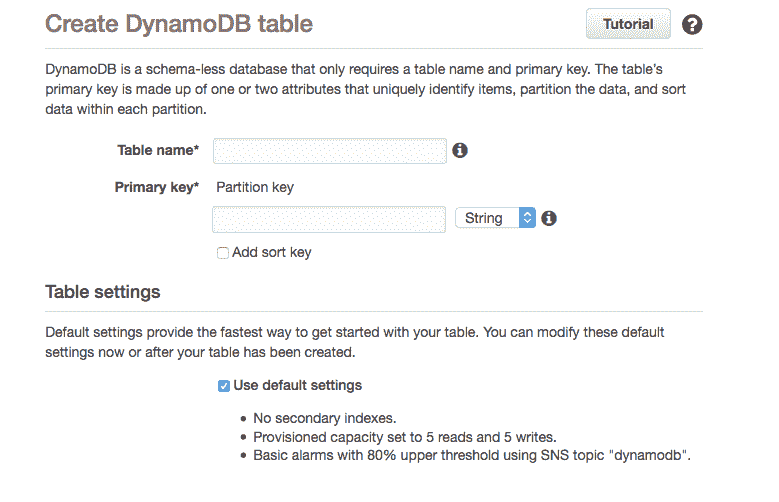 Create DynamoDB table
Tutorial
?
DynamoDB is a schema-less database that only requires a table name and primary key. The table's
primary key is made up of one or two attributes that uniquely identify items, partition the data, and sort
data within each partition.
Table name*
Primary key* Partition key
String
Add sort key
Table settings
Default settings provide the fastest way to get started with your table. You can modify these default
settings now or after your table has been created.
Use default settings
• No secondary indexes.
• Provisioned capacity set to 5 reads and 5 writes.
• Basic alarms with 80% upper threshold using SNS topic "dynamodb".